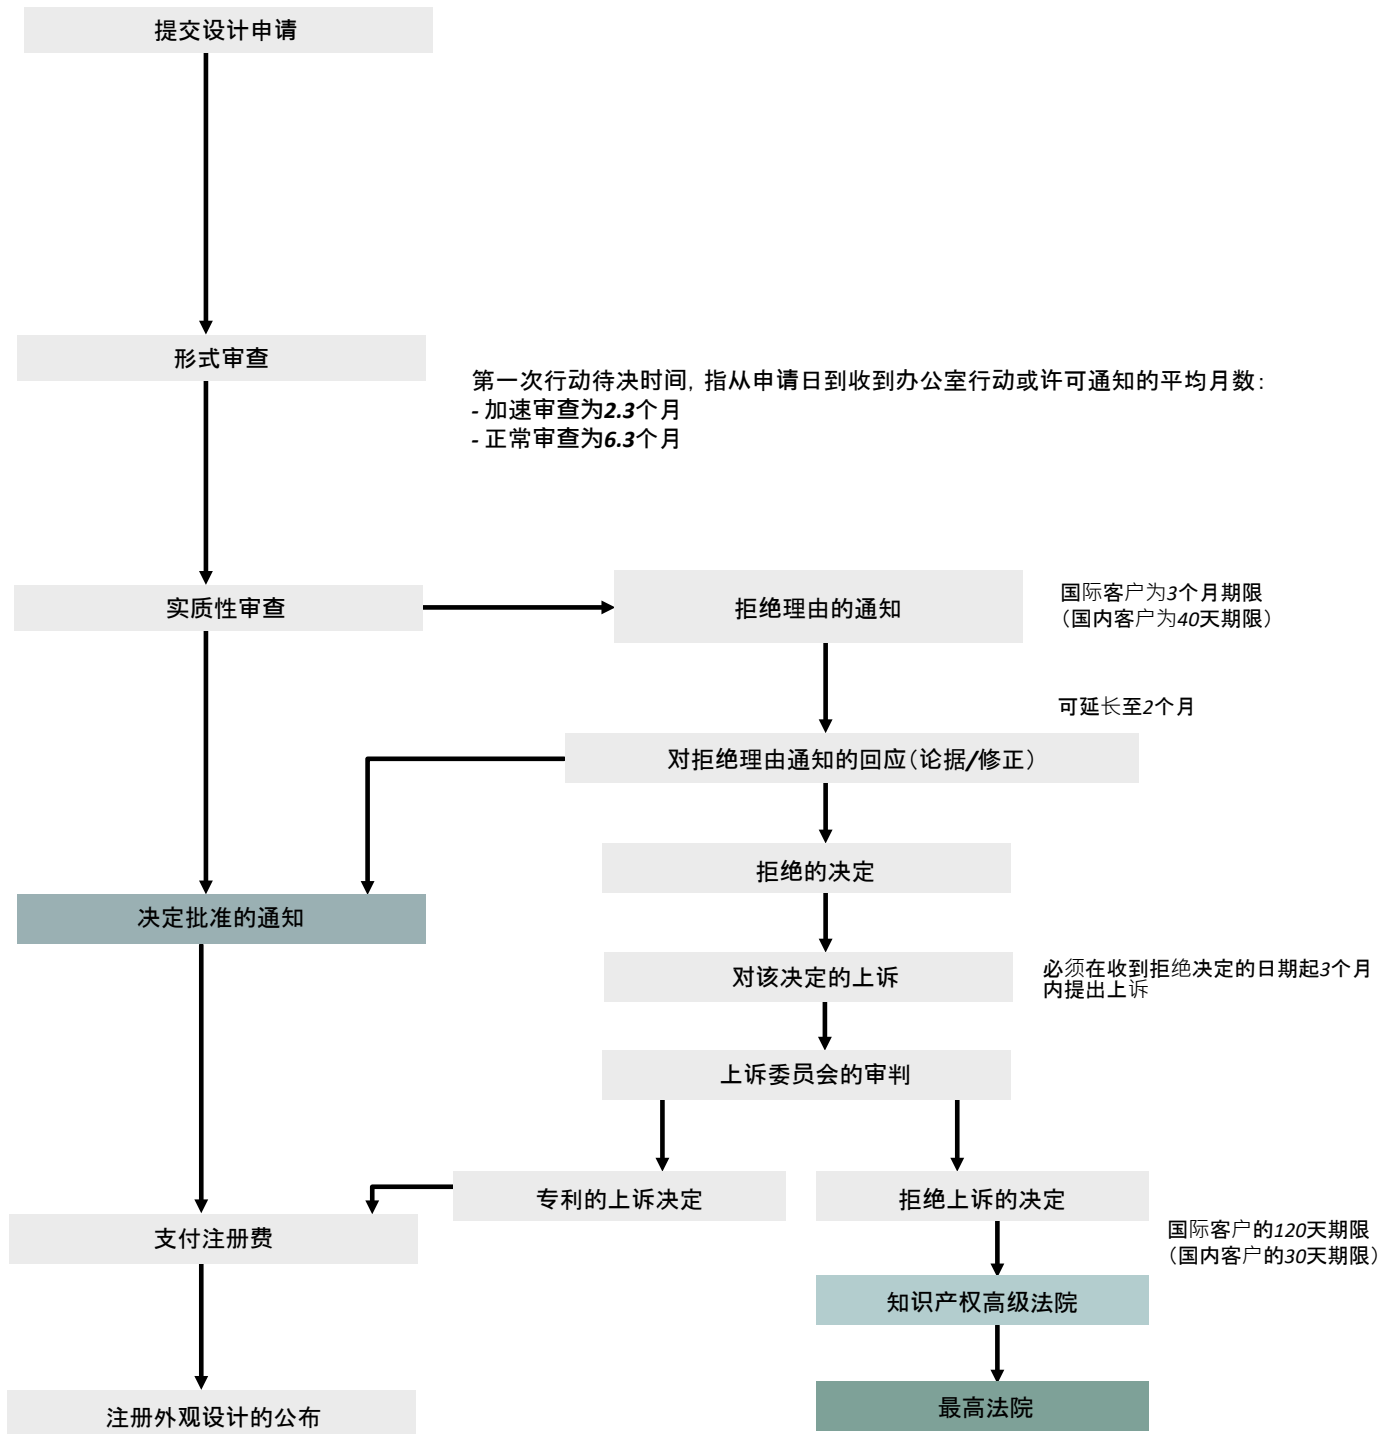 提交设计申请
形式审查
第一次行动待决时间，指从申请日到收到办公室行动或许可通知的平均月数：
- 加速审查为2.3个月
- 正常审查为6.3个月
实质性审查
拒绝理由的通知
国际客户为3个月期限
（国内客户为40天期限）
可延长至2个月
对拒绝理由通知的回应（论据/修正）
拒绝的决定
决定批准的通知
对该决定的上诉
必须在收到拒绝决定的日期起3个月
内提出上诉
上诉委员会的审判
专利的上诉决定
拒绝上诉的决定
支付注册费
国际客户的120天期限
（国内客户的30天期限）
知识产权高级法院
注册外观设计的公布
最高法院